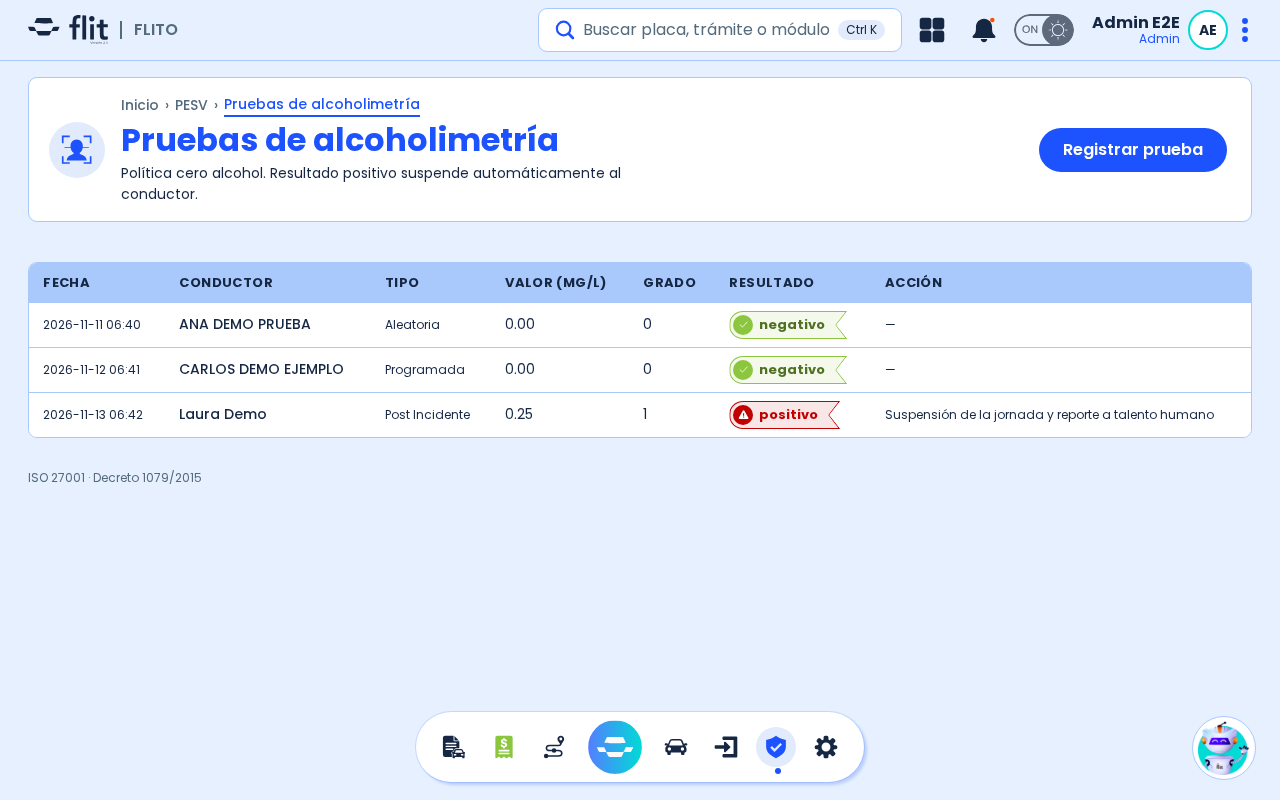 flit | FLITO
Buscar placa, trámite o módulo Ctrl K
ON
Admin E2E
Admin
AE
Inicio › PESV › Pruebas de alcoholimetría
Pruebas de alcoholimetría
Política cero alcohol. Resultado positivo suspende automáticamente al
conductor.
Registrar prueba
FECHA CONDUCTOR TIPO VALOR (MG/L) GRADO RESULTADO ACCIÓN
2026-11-11 06:40 ANA DEMO PRUEBA Aleatoria 0.00 0 negativo —
2026-11-12 06:41 CARLOS DEMO EJEMPLO Programada 0.00 0 negativo —
2026-11-13 06:42 Laura Demo Post Incidente 0.25 1 positivo Suspensión de la jornada y reporte a talento humano
ISO 27001 · Decreto 1079/2015